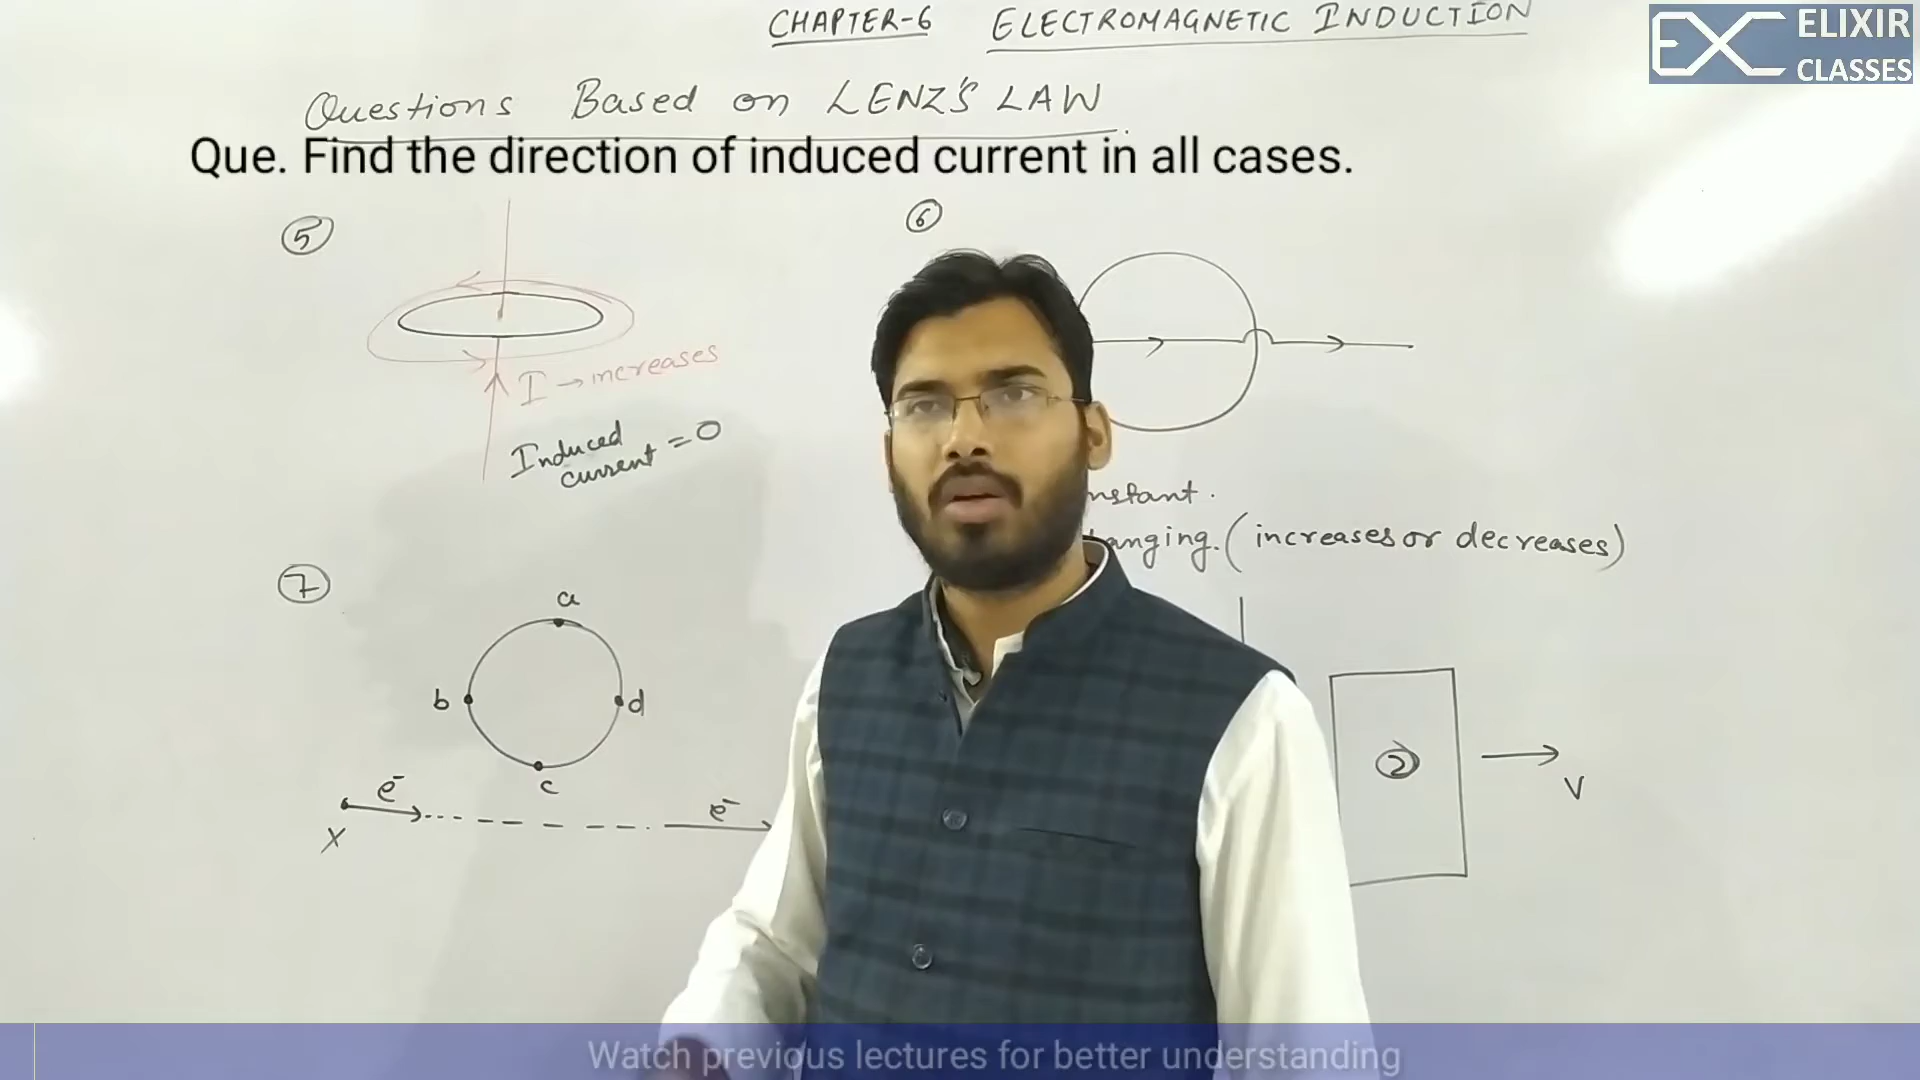 CHAPTER-6 ELECTROMAGNETIC INDUCTION
ELIXIR
CLASSES
Questions Based on LENZ'S LAW
Que. Find the direction of induced current in all cases.
5
6
I → increases
Induced current = 0
nstant.
hanging. (increases or decreases)
7
a
b
d
c
e-
e-
X
2
V
Watch previous lectures for better understanding